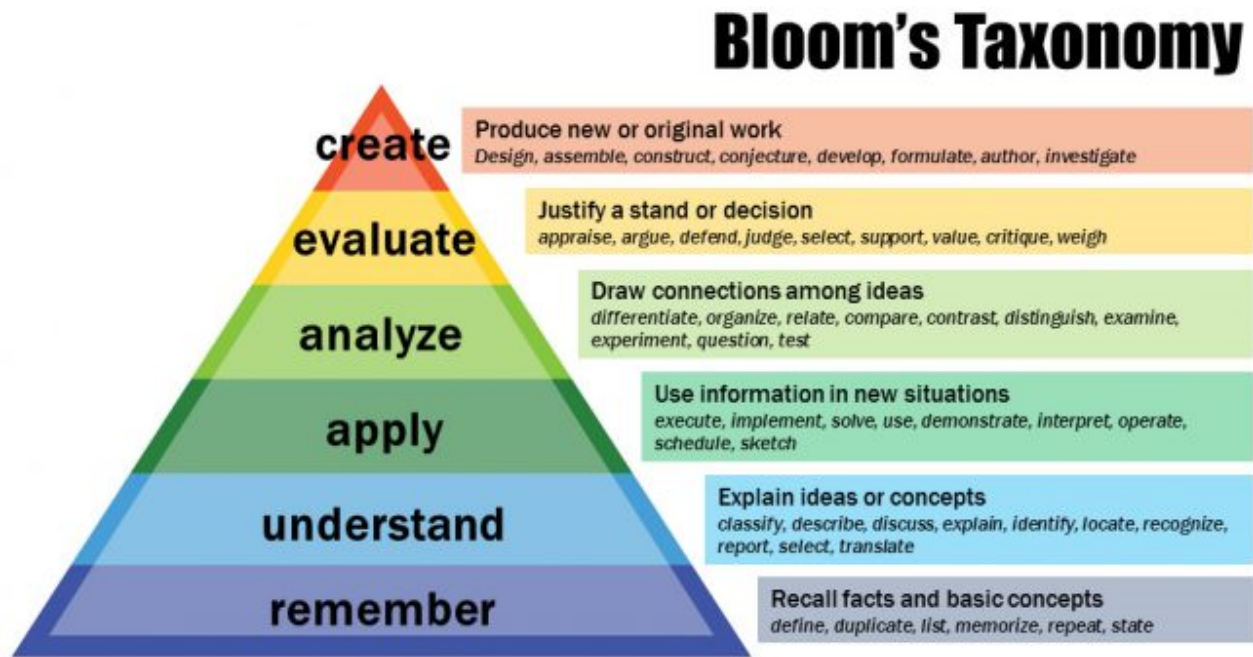 Bloom's Taxonomy
create
Produce new or original work
Design, assemble, construct, conjecture, develop, formulate, author, investigate
evaluate
Justify a stand or decision
appraise, argue, defend, judge, select, support, value, critique, weigh
analyze
Draw connections among ideas
differentiate, organize, relate, compare, contrast, distinguish, examine,
experiment, question, test
apply
Use information in new situations
execute, implement, solve, use, demonstrate, interpret, operate,
schedule, sketch
understand
Explain ideas or concepts
classify, describe, discuss, explain, identify, locate, recognize,
report, select, translate
remember
Recall facts and basic concepts
define, duplicate, list, memorize, repeat, state